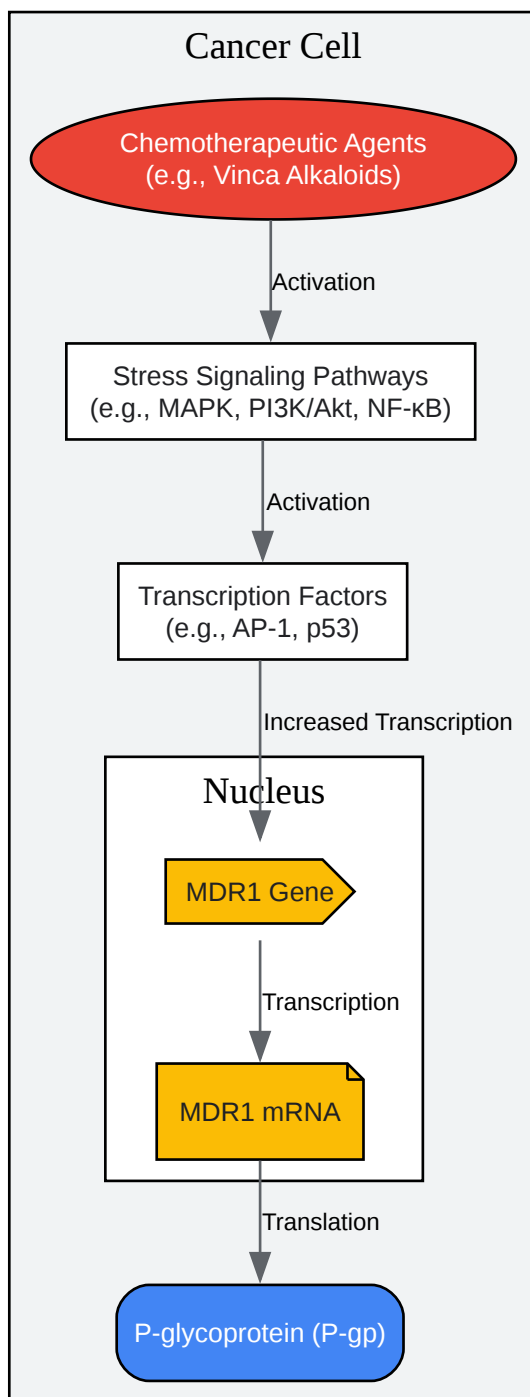 Cancer Cell
Chemotherapeutic Agents
(e.g., Vinca Alkaloids)
Activation
Stress Signaling Pathways
(e.g., MAPK, PI3K/Akt, NF-κB)
Activation
Transcription Factors
(e.g., AP-1, p53)
Increased Transcription
Nucleus
MDR1 Gene
Transcription
MDR1 mRNA
Translation
P-glycoprotein (P-gp)